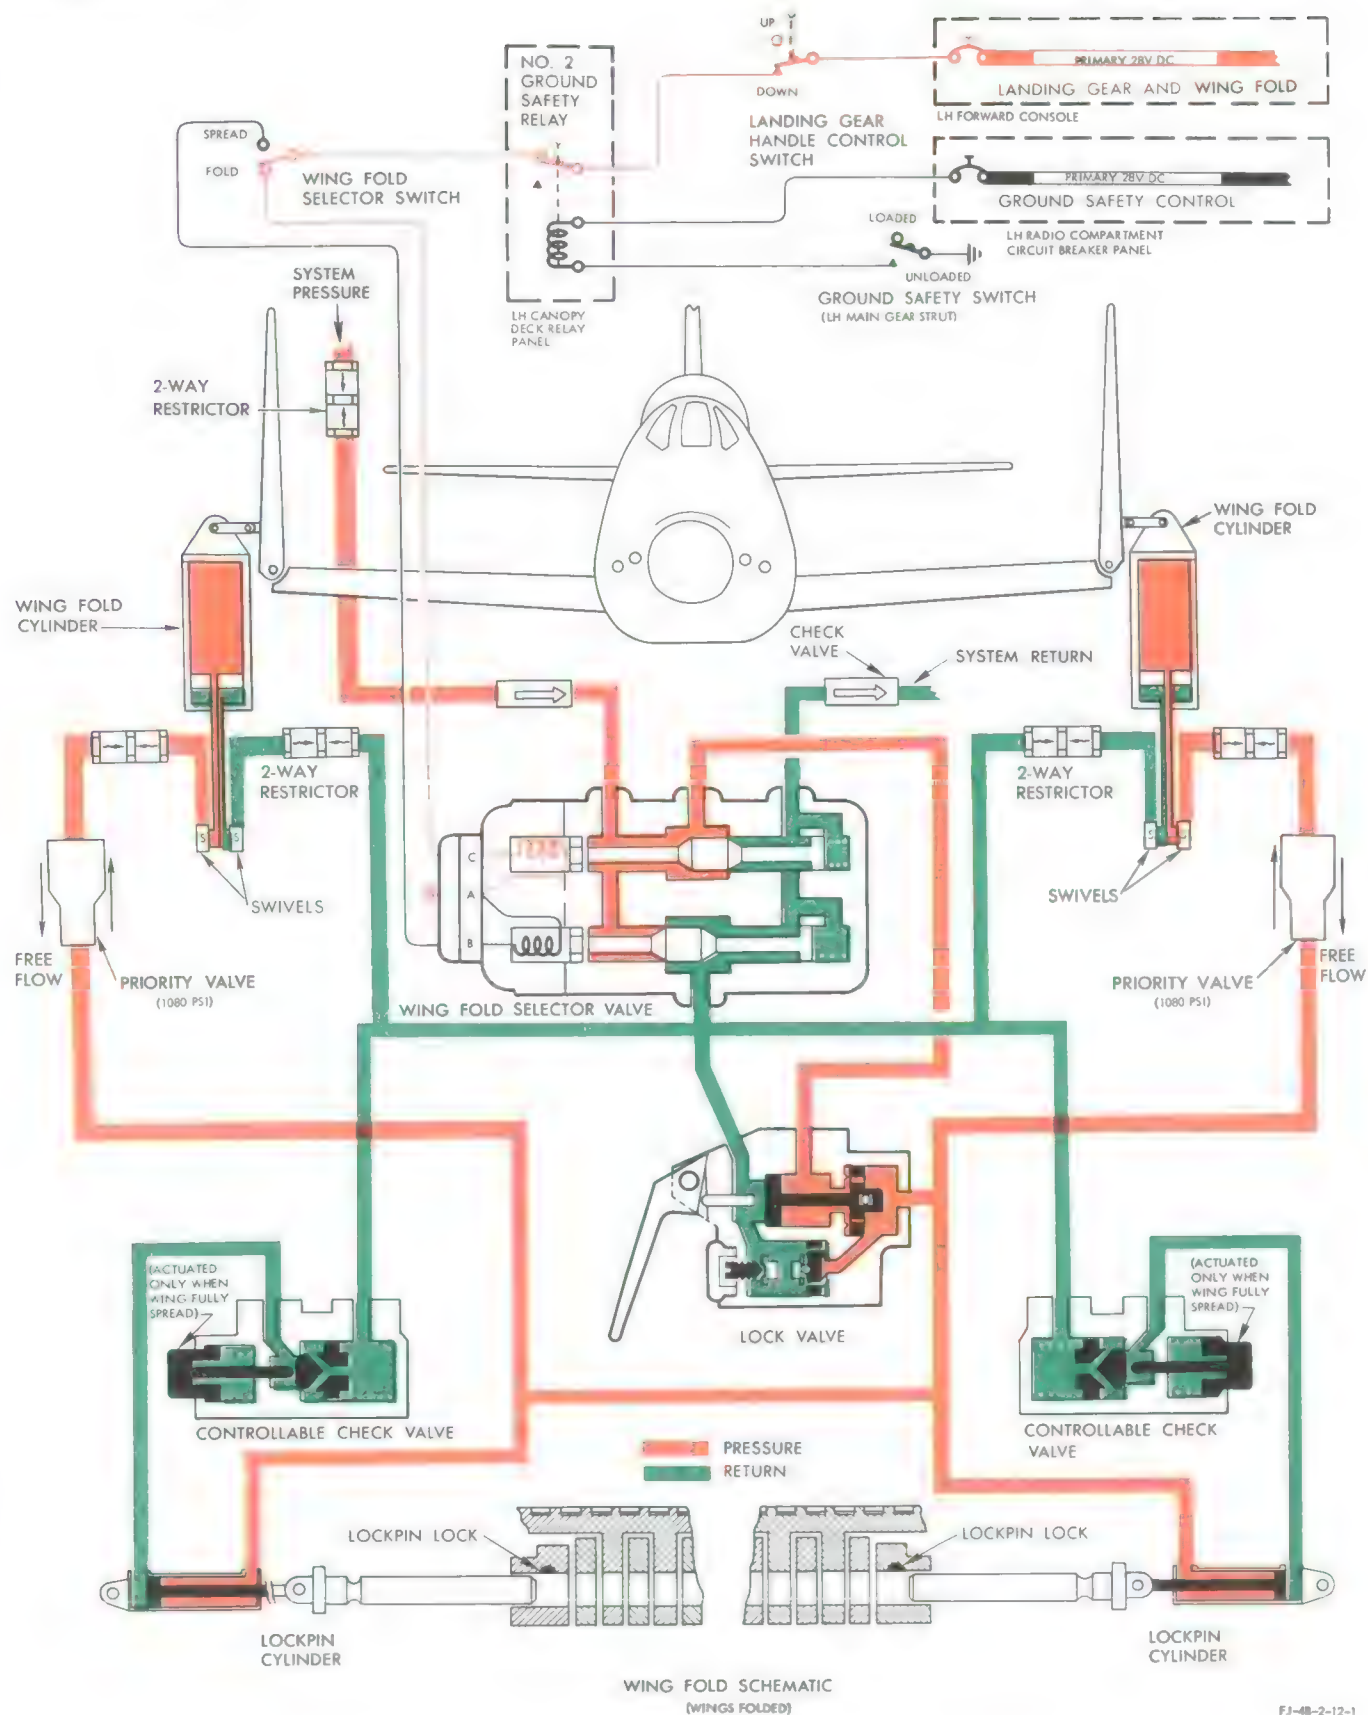 UP
DOWN
LANDING GEAR
HANDLE CONTROL
SWITCH
PRIMARY 28V DC
LANDING GEAR AND WING FOLD
LH FORWARD CONSOLE
NO. 2
GROUND
SAFETY
RELAY
SPREAD
FOLD
WING FOLD
SELECTOR SWITCH
PRIMARY 28V DC
GROUND SAFETY CONTROL
LH RADIO COMPARTMENT
CIRCUIT BREAKER PANEL
LOADED
UNLOADED
GROUND SAFETY SWITCH
(LH MAIN GEAR STRUT)
LH CANOPY
DECK RELAY
PANEL
SYSTEM
PRESSURE
2-WAY
RESTRICTOR
WING FOLD
CYLINDER
WING FOLD
CYLINDER
CHECK
VALVE
SYSTEM RETURN
2-WAY
RESTRICTOR
2-WAY
RESTRICTOR
S
S
S
S
SWIVELS
SWIVELS
C
A
B
FREE
FLOW
PRIORITY VALVE
(1080 PSI)
WING FOLD SELECTOR VALVE
PRIORITY VALVE
(1080 PSI)
FREE
FLOW
(ACTUATED
ONLY WHEN
WING FULLY
SPREAD)
LOCK VALVE
(ACTUATED
ONLY WHEN
WING FULLY
SPREAD)
CONTROLLABLE CHECK VALVE
CONTROLLABLE CHECK
VALVE
PRESSURE
RETURN
LOCKPIN LOCK
LOCKPIN LOCK
LOCKPIN
CYLINDER
LOCKPIN
CYLINDER
WING FOLD SCHEMATIC
(WINGS FOLDED)
FJ-4B-2-12-1